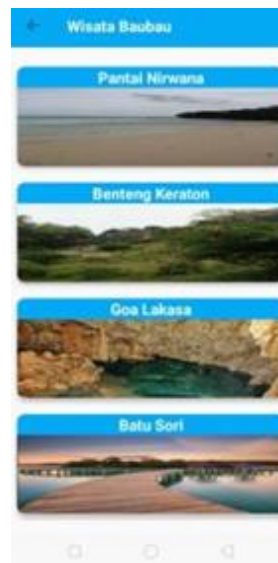 Wisata Baubau
Pantai Nirwana
Benteng Keraton
Goa Lakasa
Batu Sori